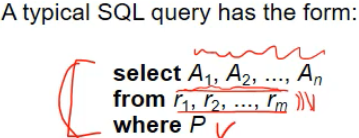 A typical SQL query has the form:
select A1, A2, ..., An
from r1, r2, ..., rm
where P